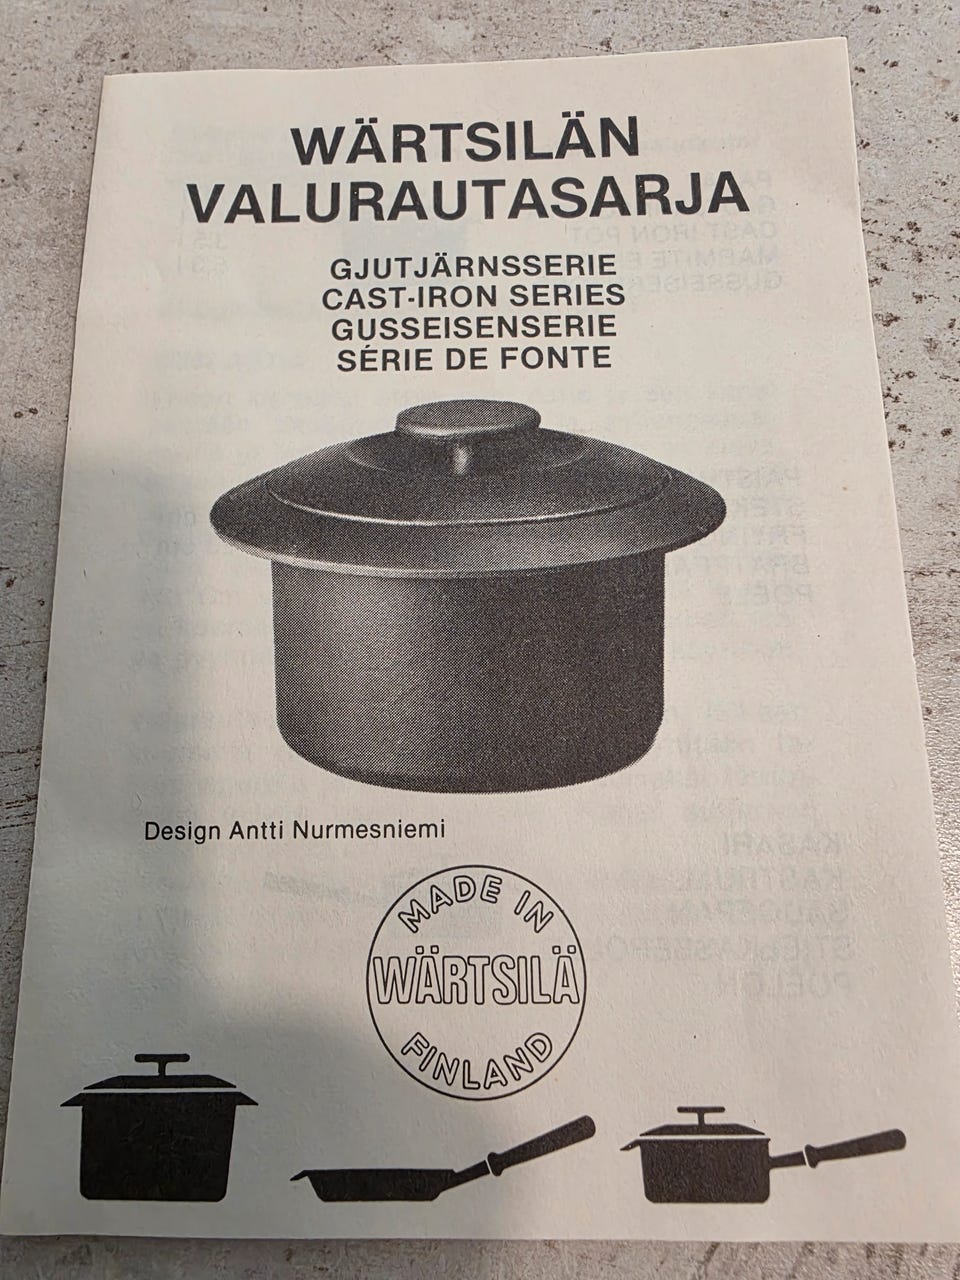 WÄRTSILÄN
VALURAUTASARJA
GJUTJÄRNSSERIE
CAST-IRON SERIES
GUSSEISENSERIE
SÉRIE DE FONTE
Design Antti Nurmesniemi
MADE IN
WÄRTSILÄ
FINLAND